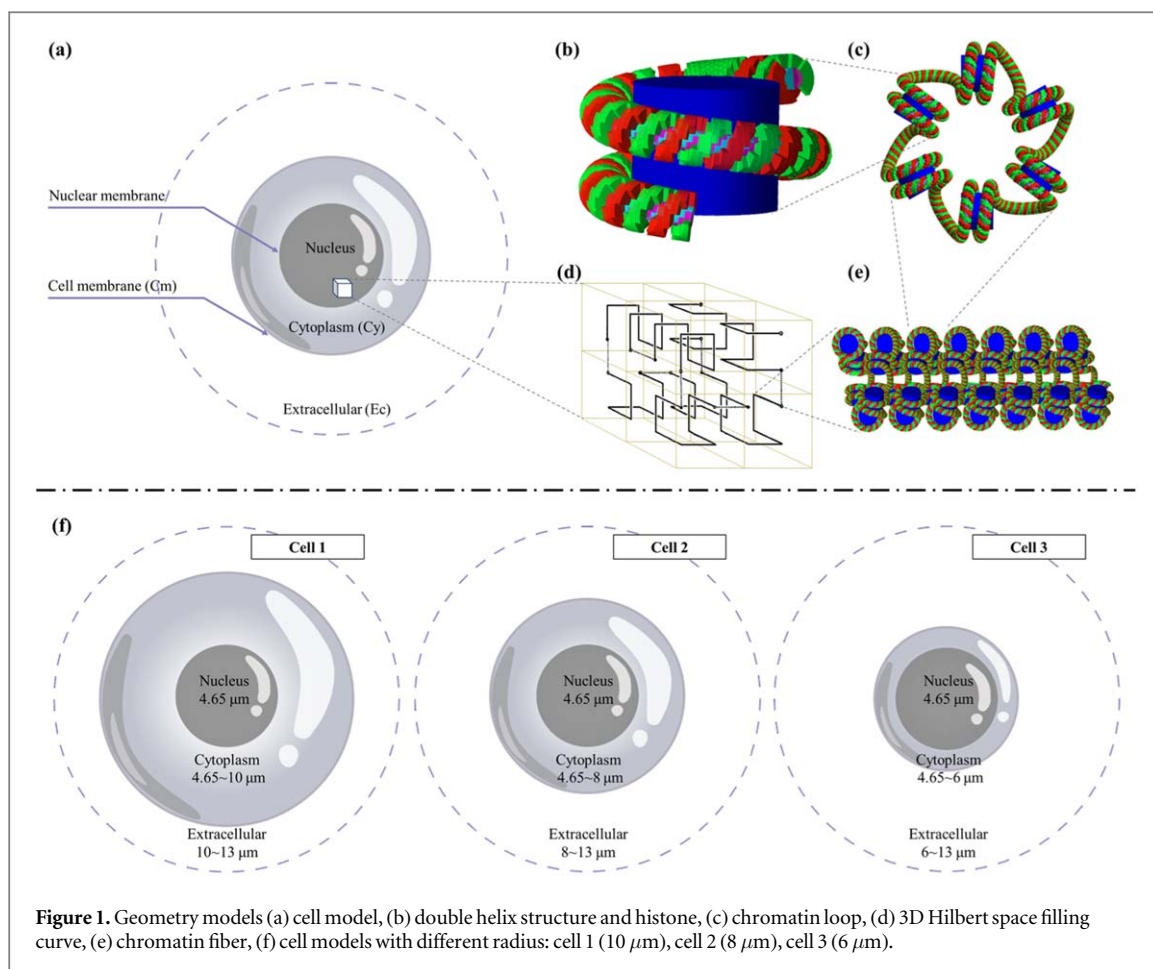 (a)
(b)
(c)
Nuclear membrane
Nucleus
Cell membrane (Cm)
Cytoplasm (Cy)
Extracellular (Ec)
(d)
(e)
(f)
Cell 1
Nucleus
4.65 μm
Cytoplasm
4.65~10 μm
Extracellular
10~13 μm
Cell 2
Nucleus
4.65 μm
Cytoplasm
4.65~8 μm
Extracellular
8~13 μm
Cell 3
Nucleus
4.65 μm
Cytoplasm
4.65~6 μm
Extracellular
6~13 μm
Figure 1. Geometry models (a) cell model, (b) double helix structure and histone, (c) chromatin loop, (d) 3D Hilbert space filling
curve, (e) chromatin fiber, (f) cell models with different radius: cell 1 (10 μm), cell 2 (8 μm), cell 3 (6 μm).